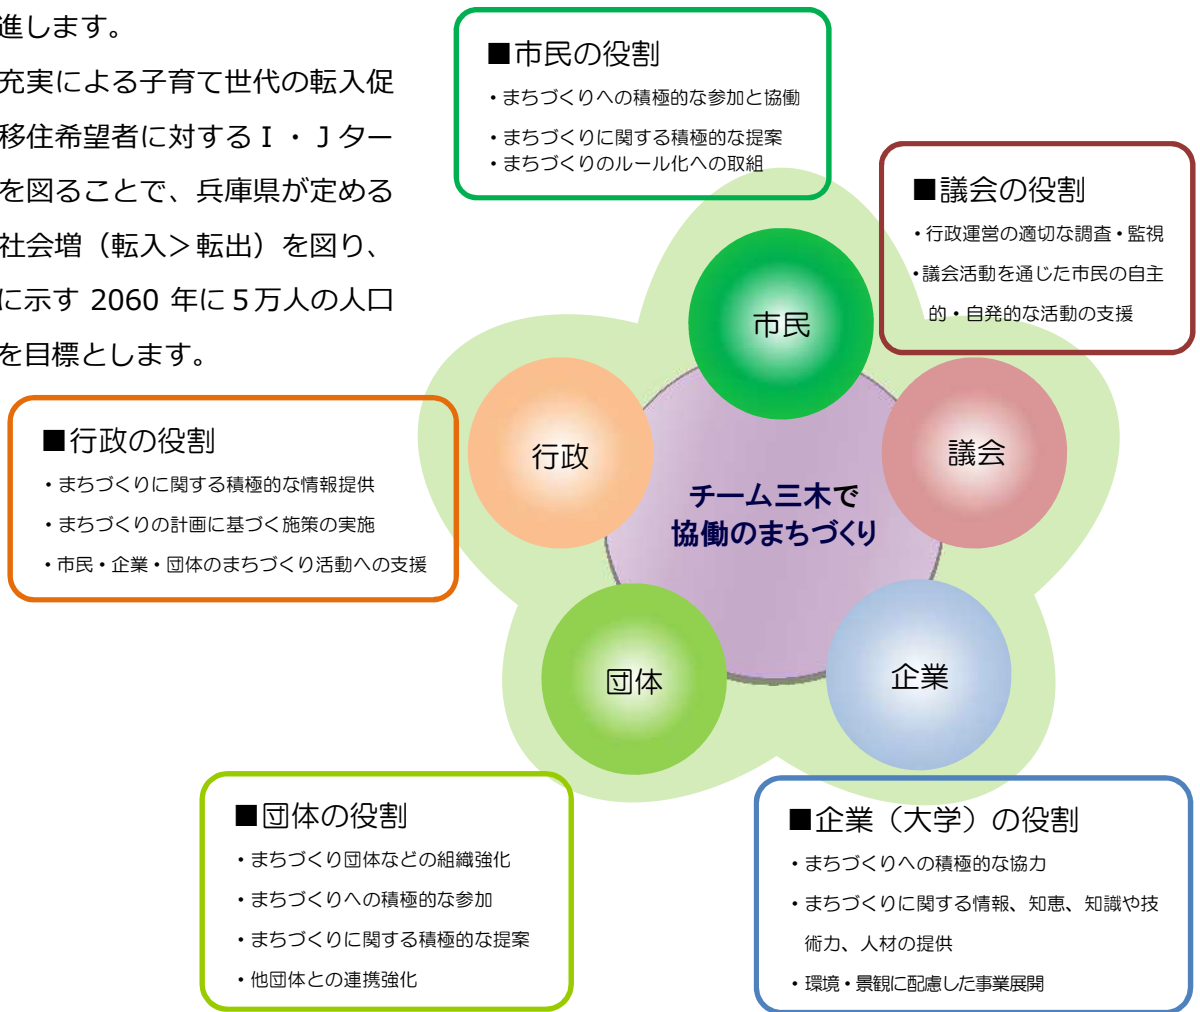 進します。
充実による子育て世代の転入促
移住希望者に対するⅠ・Jター
を図ることで、兵庫県が定める
社会増（転入＞転出）を図り、
に示す 2060 年に５万人の人口
を目標とします。
■市民の役割
・まちづくりへの積極的な参加と協働
・まちづくりに関する積極的な提案
・まちづくりのルール化への取組
■議会の役割
・行政運営の適切な調査・監視
・議会活動を通じた市民の自主
的・自発的な活動の支援
■行政の役割
・まちづくりに関する積極的な情報提供
・まちづくりの計画に基づく施策の実施
・市民・企業・団体のまちづくり活動への支援
市民
行政
議会
チーム三木で
協働のまちづくり
団体
企業
■団体の役割
・まちづくり団体などの組織強化
・まちづくりへの積極的な参加
・まちづくりに関する積極的な提案
・他団体との連携強化
■企業（大学）の役割
・まちづくりへの積極的な協力
・まちづくりに関する情報、知恵、知識や技
術力、人材の提供
・環境・景観に配慮した事業展開